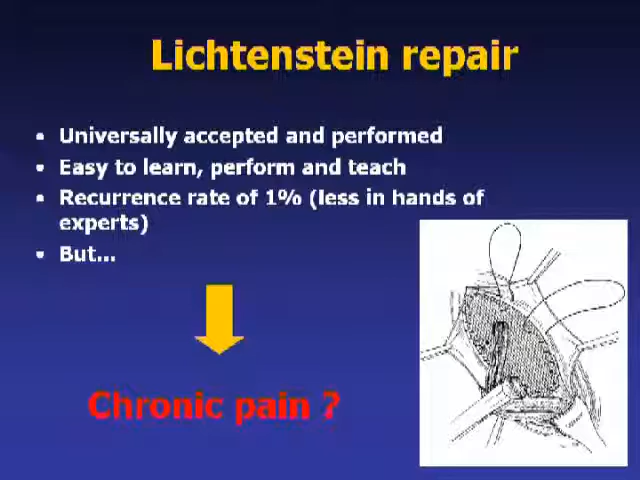 Lichtenstein repair
• Universally accepted and performed
• Easy to learn, perform and teach
• Recurrence rate of 1% (less in hands of
experts)
• But...
Chronic pain ?